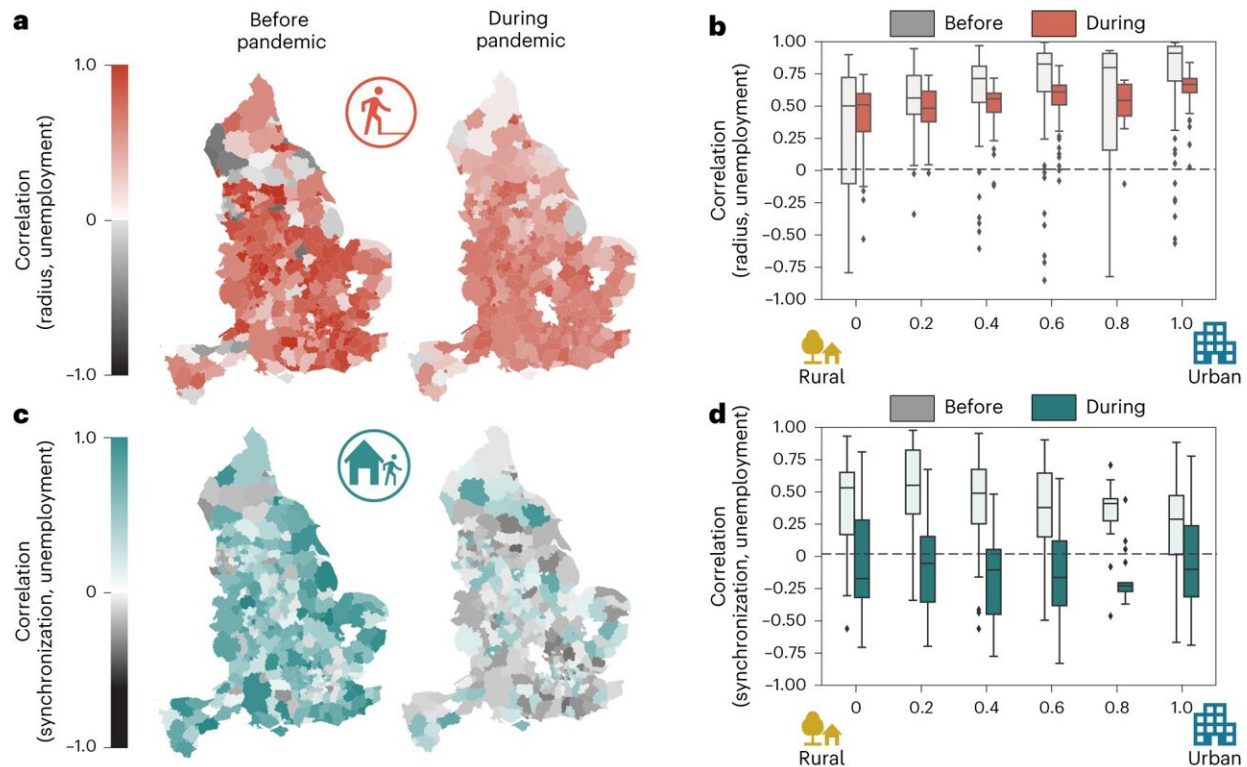 a
Before
pandemic
During
pandemic
1.0
0
–1.0
Correlation
(radius, unemployment)
b
Before
During
1.00
0.75
0.50
0.25
0
–0.25
–0.50
–0.75
–1.00
Correlation
(radius, unemployment)
0 0.2 0.4 0.6 0.8 1.0
Rural
Urban
c
1.0
0
–1.0
Correlation
(synchronization, unemployment)
d
Before
During
1.00
0.75
0.50
0.25
0
–0.25
–0.50
–0.75
–1.00
Correlation
(synchronization, unemployment)
0 0.2 0.4 0.6 0.8 1.0
Rural
Urban